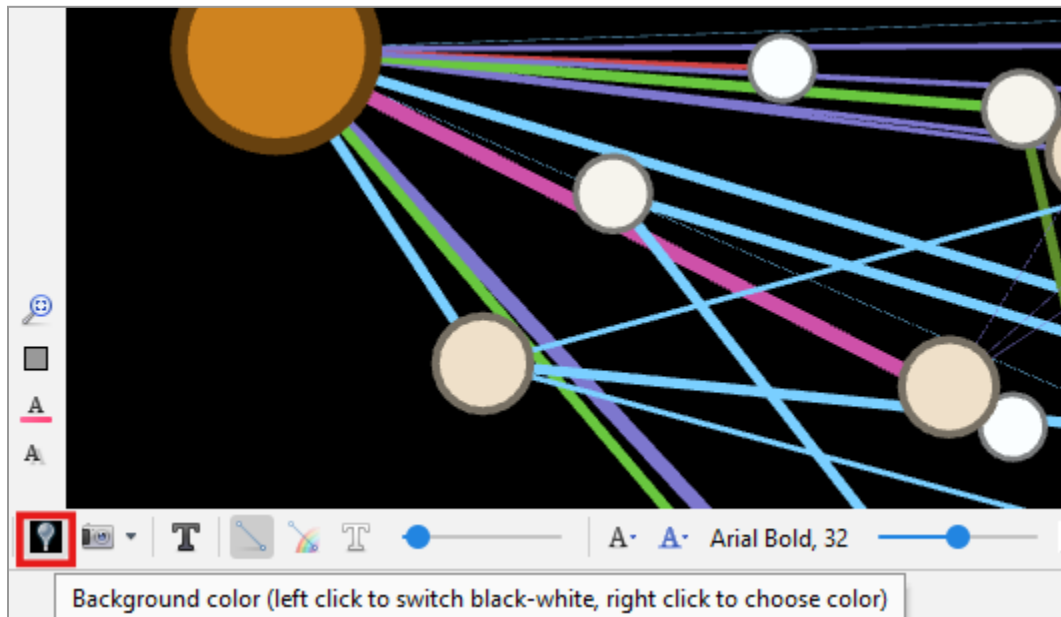 A
A
T T A A Arial Bold, 32
Background color (left click to switch black-white, right click to choose color)